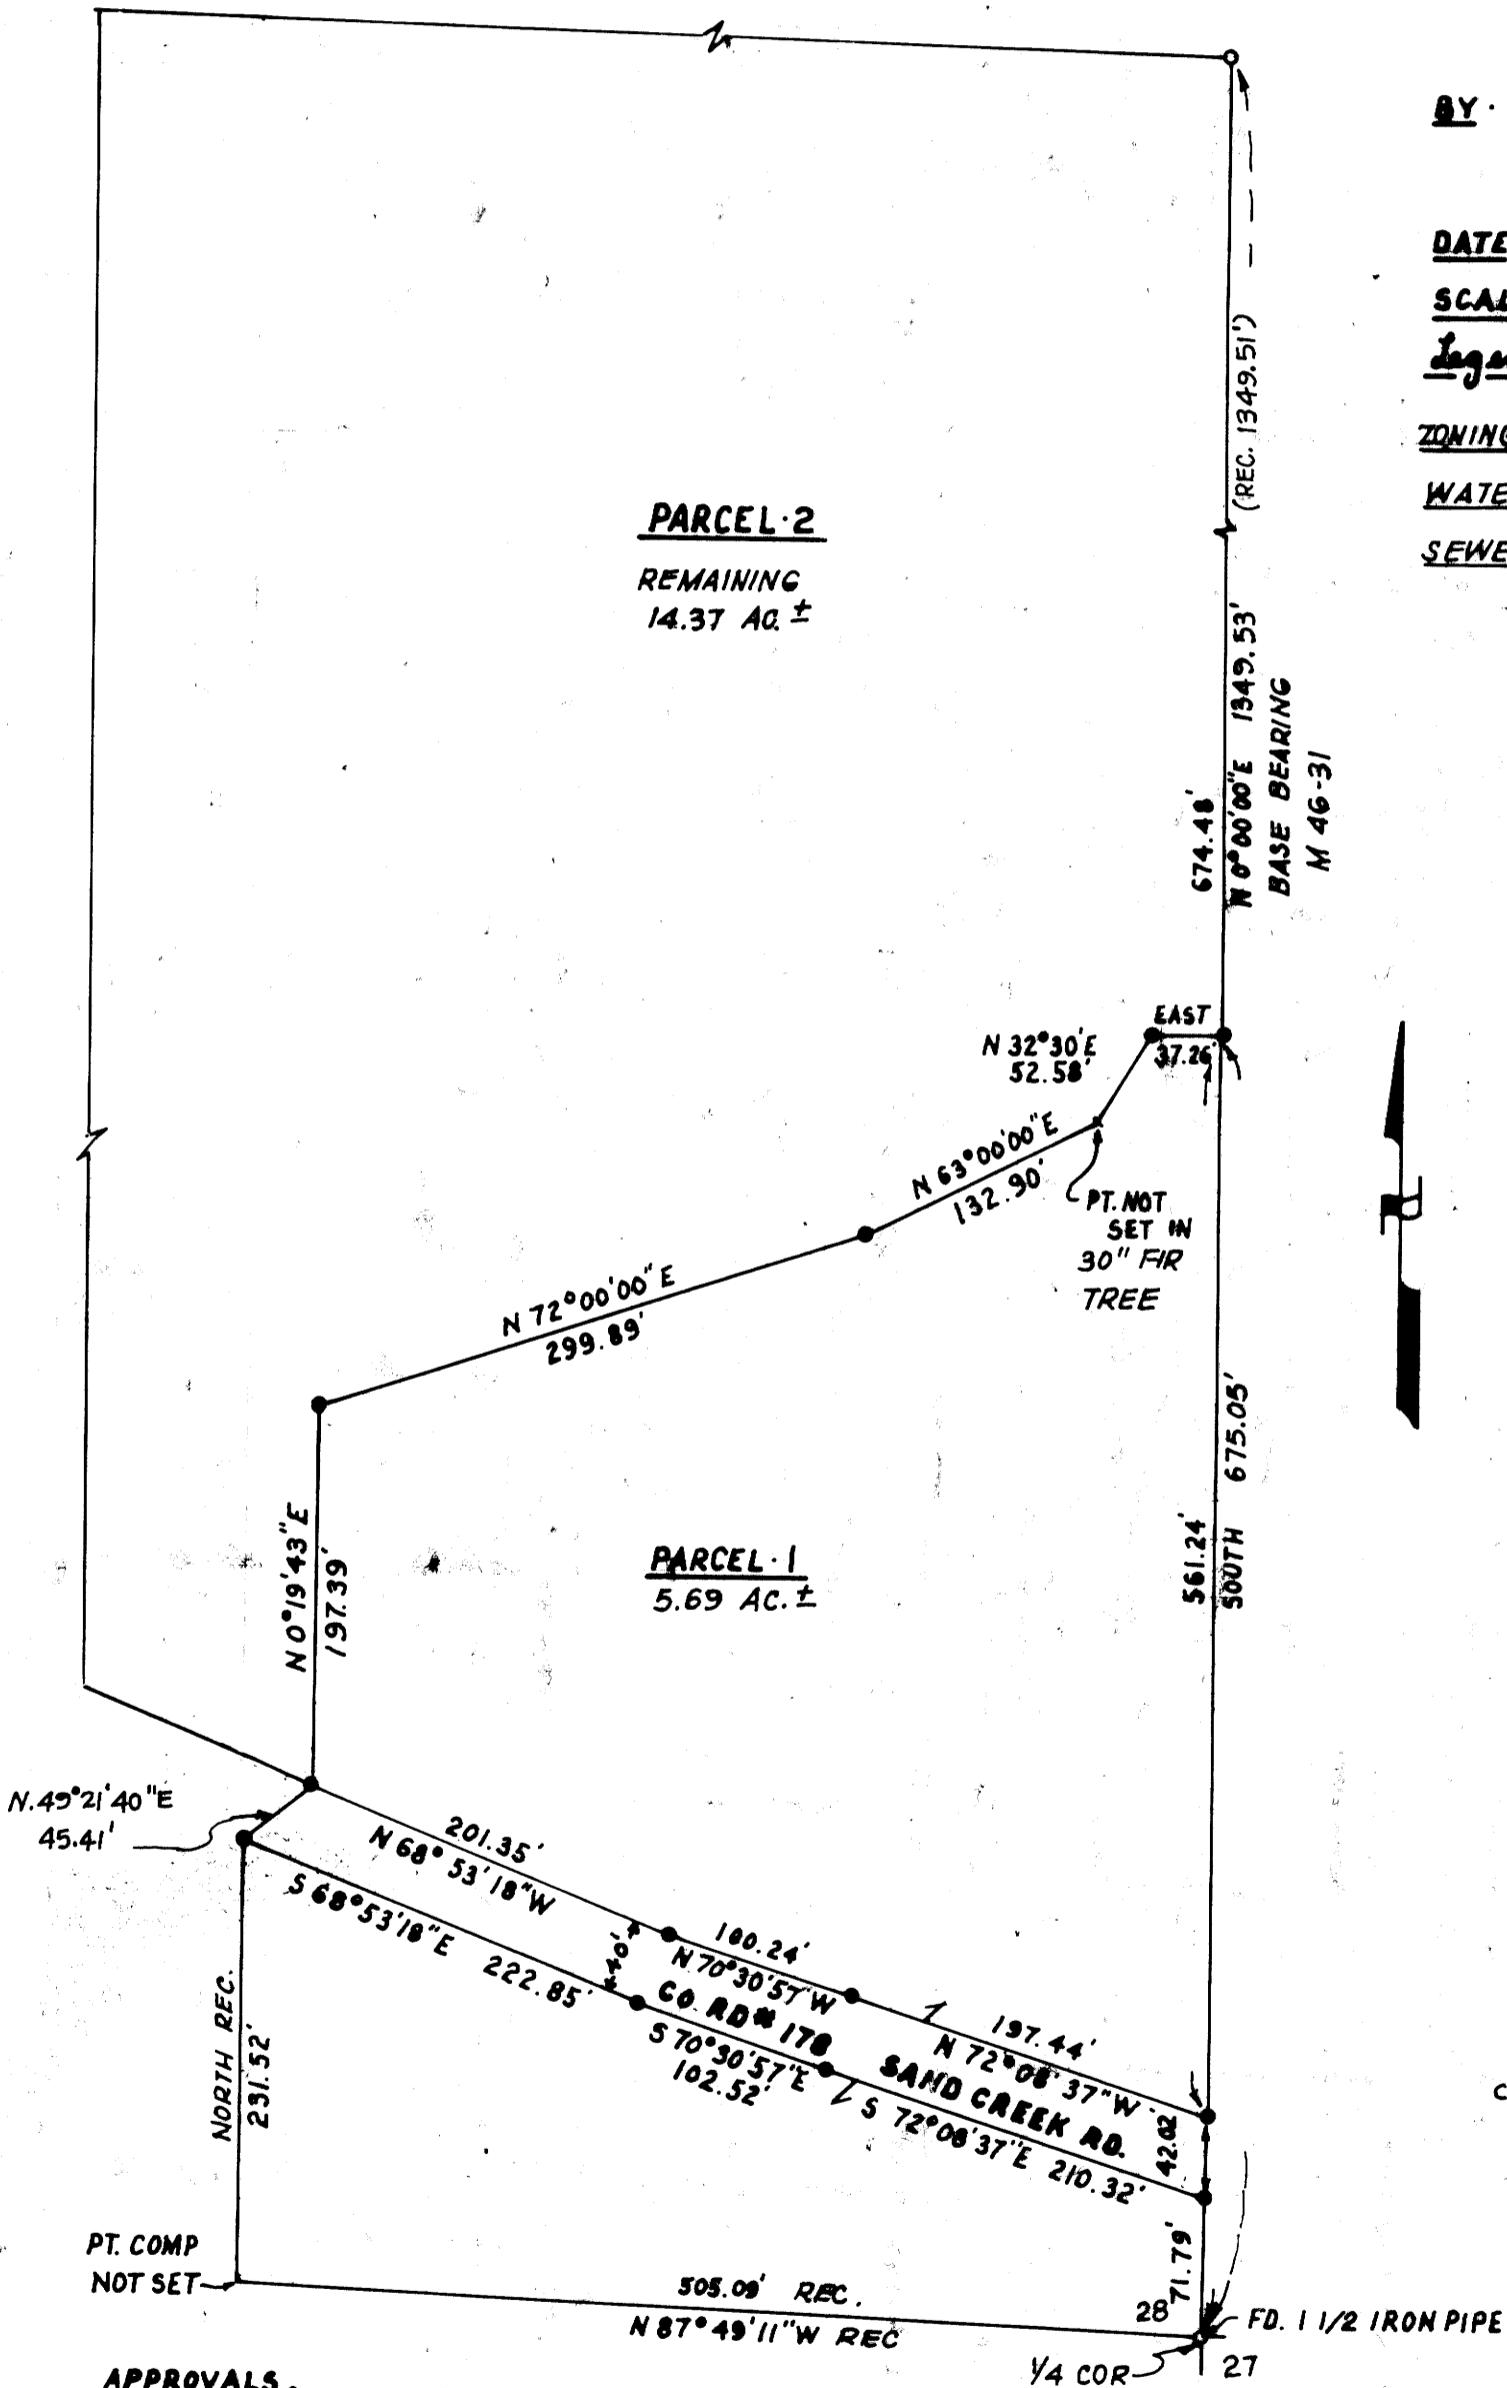 BY ·
DATE
SCAL
Lege
ZONING
WATE
SEWE
(REC. 1349.51')
PARCEL·2
REMAINING
14.37 AC. ±
N 0°00'00"E 1349.53'
BASE BEARING
M 46-31
674.48'
EAST
37.26'
N 32°30'E
52.58'
N 63°00'00"E
132.90'
PT. NOT
SET IN
30" FIR
TREE
N 72°00'00"E
299.89'
N 0°19'43"E
197.39'
PARCEL·1
5.69 AC. ±
561.24'
SOUTH 675.05'
N.49°21'40"E
45.41'
201.35'
N 68°53'18"W
S 68°53'18"E 222.85'
40'
100.24'
N 70°30'57"W
CO. RD# 178
SAND CREEK RD.
S 70°30'57"E
102.52'
197.44'
N 72°08'37"W
S 72°08'37"E 210.32'
42.02
71.79'
NORTH REC.
231.52'
PT. COMP
NOT SET
505.09' REC.
N 87°49'11"W REC
28
27
FD. 1 1/2 IRON PIPE
1/4 COR
APPROVALS.